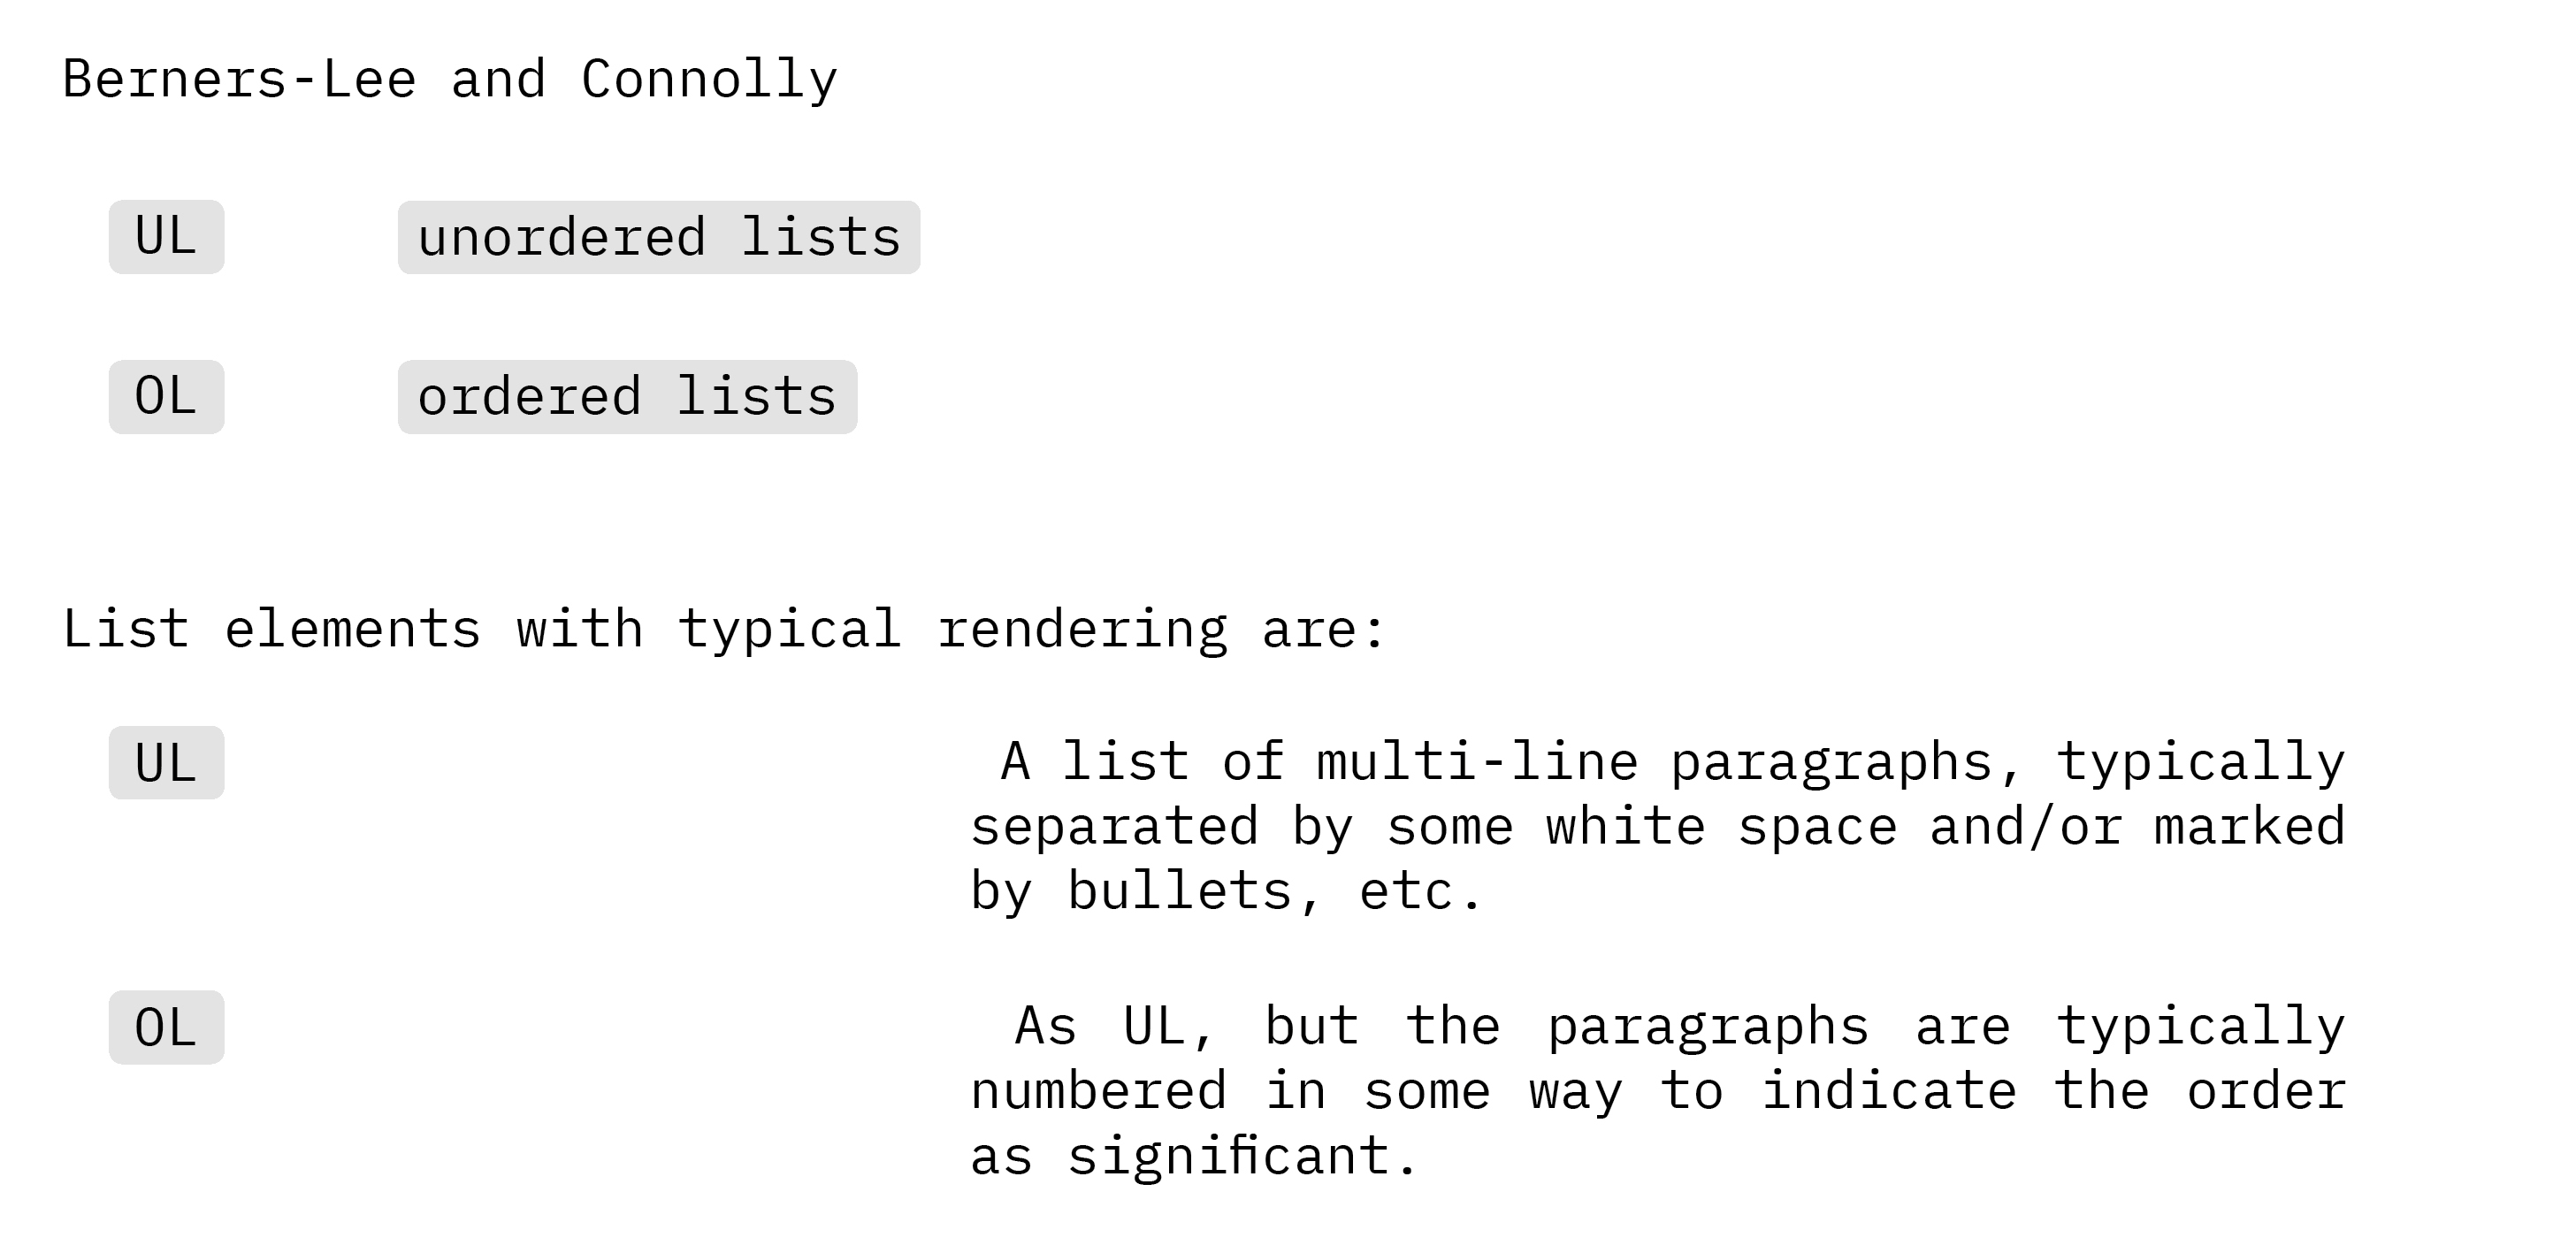 Berners-Lee and Connolly
UL unordered lists
OL ordered lists
List elements with typical rendering are:
UL A list of multi-line paragraphs, typically
separated by some white space and/or marked
by bullets, etc.
OL As UL, but the paragraphs are typically
numbered in some way to indicate the order
as significant.